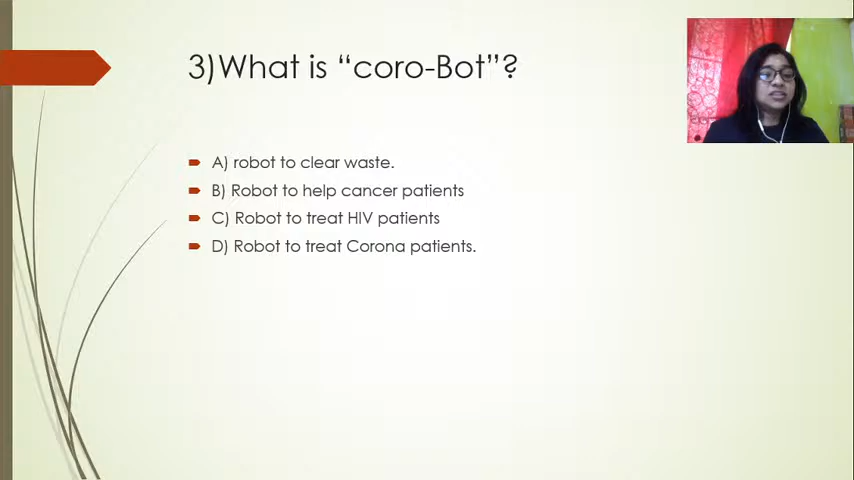 3)What is “coro-Bot”?
A) robot to clear waste.
B) Robot to help cancer patients
C) Robot to treat HIV patients
D) Robot to treat Corona patients.